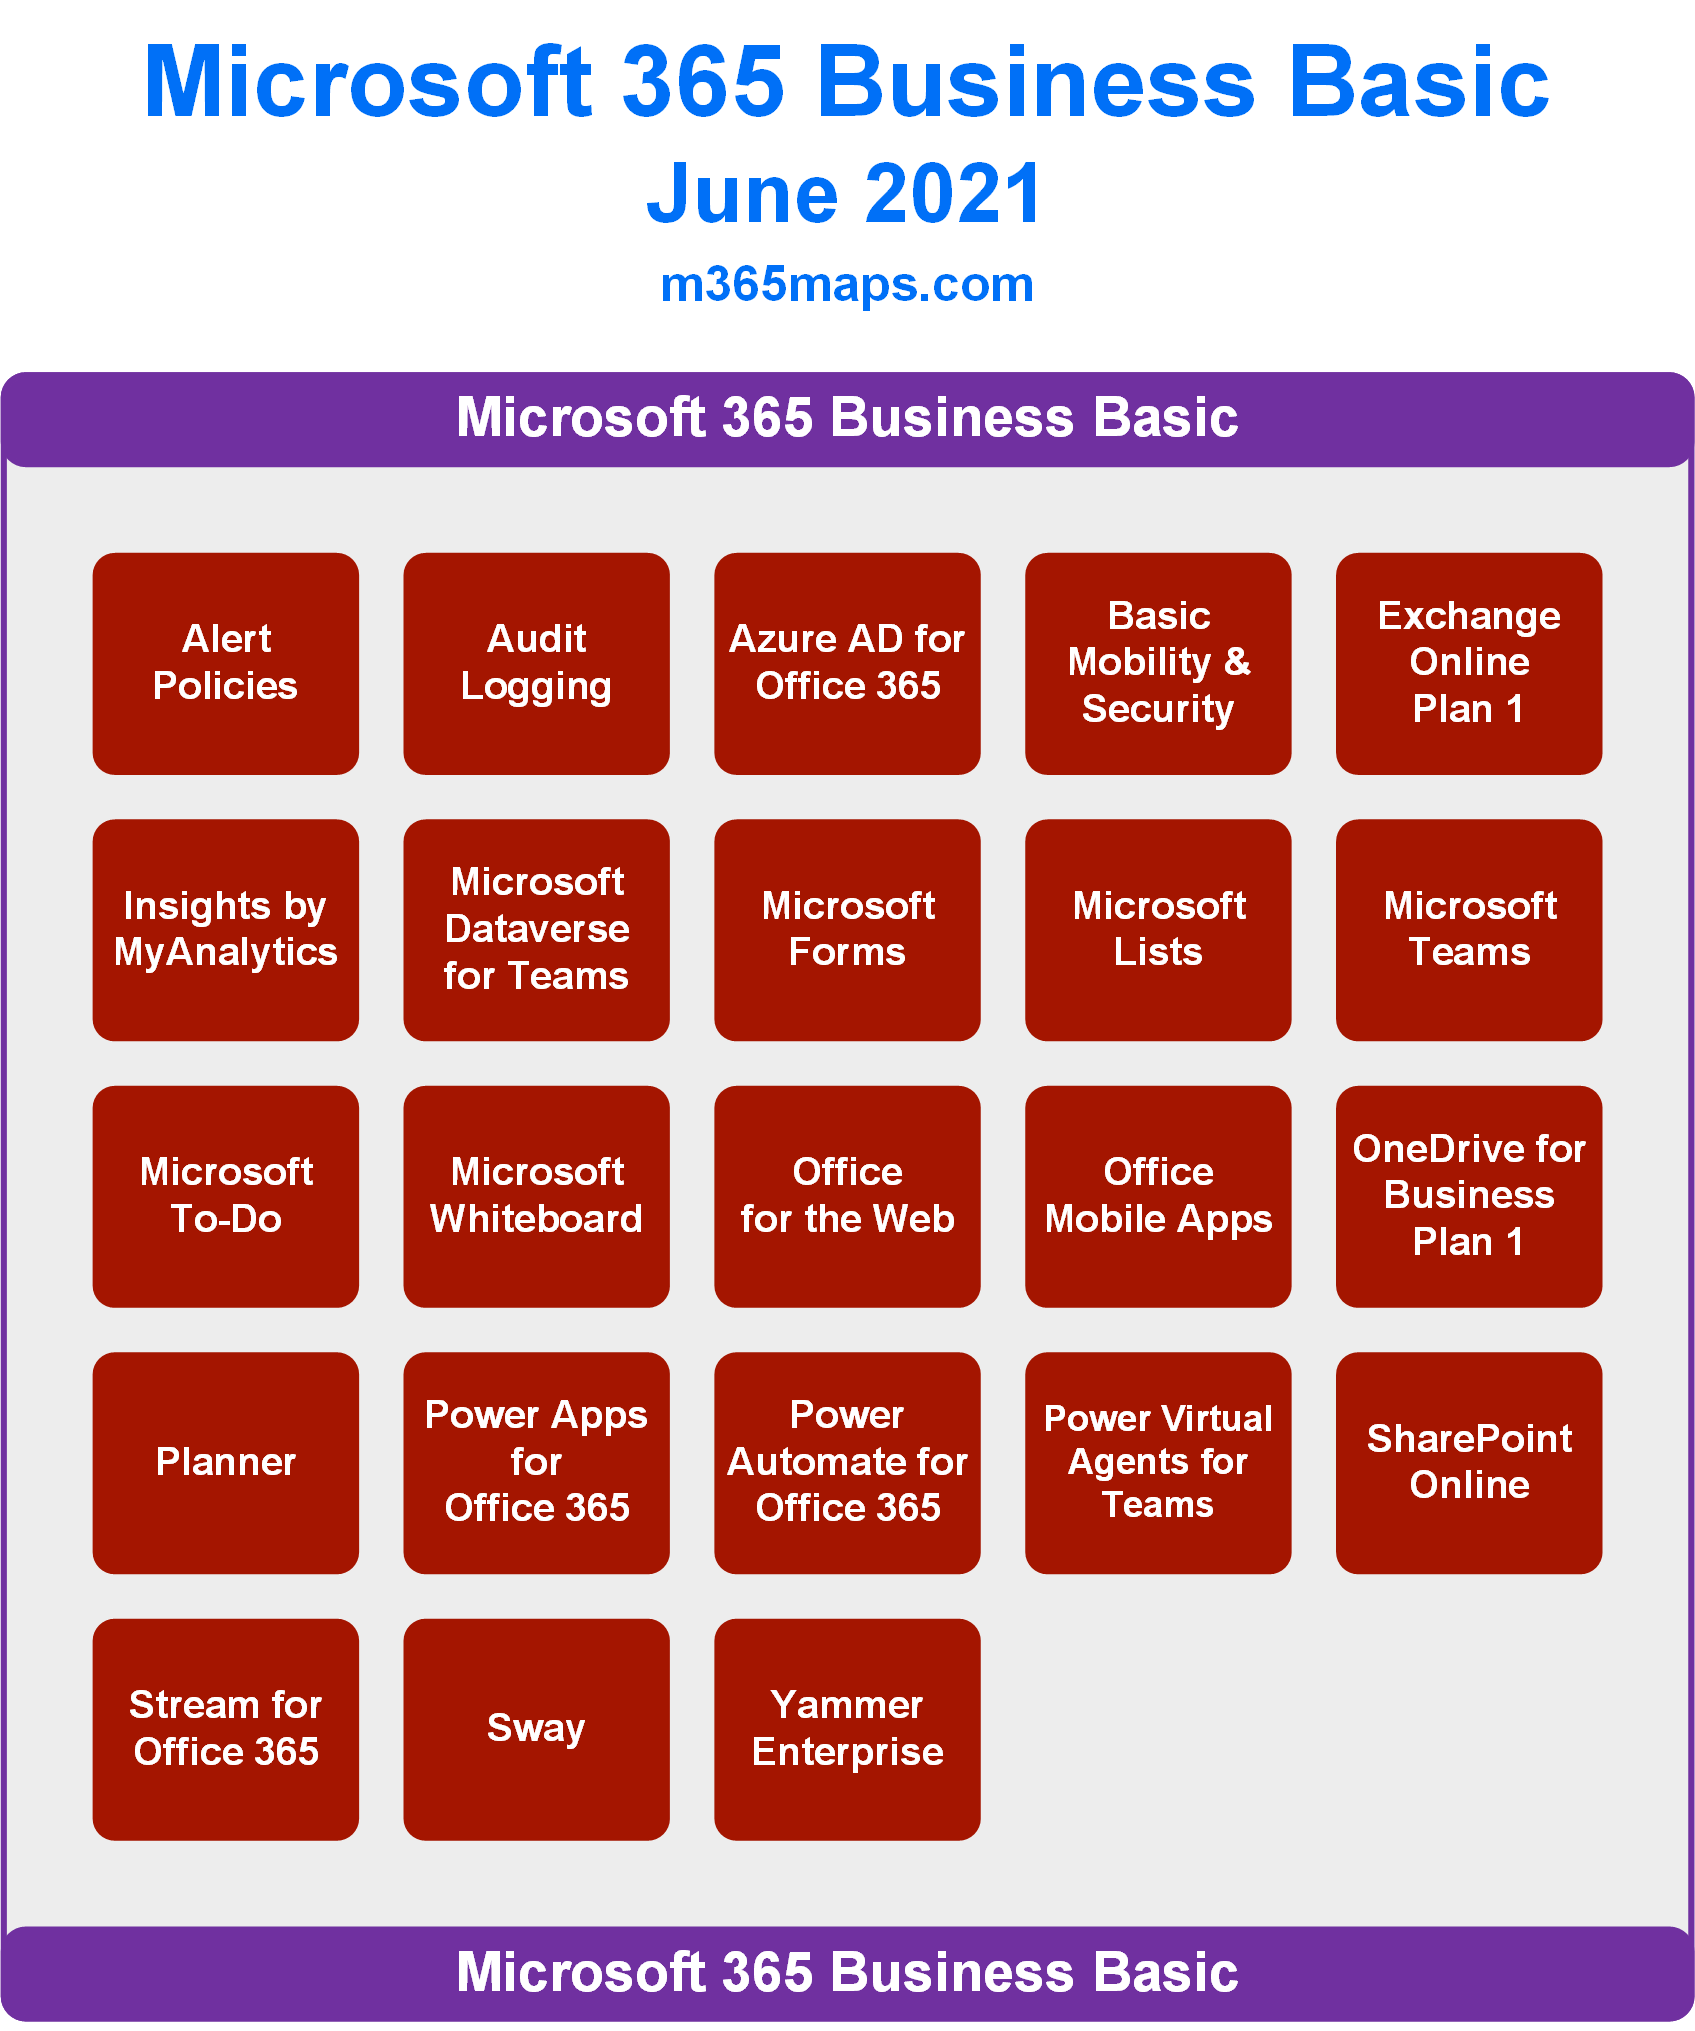 Microsoft 365 Business Basic
June 2021
m365maps.com
Microsoft 365 Business Basic
Alert
Policies
Audit
Logging
Azure AD for
Office 365
Basic
Mobility &
Security
Exchange
Online
Plan 1
Insights by
MyAnalytics
Microsoft
Dataverse
for Teams
Microsoft
Forms
Microsoft
Lists
Microsoft
Teams
Microsoft
To-Do
Microsoft
Whiteboard
Office
for the Web
Office
Mobile Apps
OneDrive for
Business
Plan 1
Planner
Power Apps
for
Office 365
Power
Automate for
Office 365
Power Virtual
Agents for
Teams
SharePoint
Online
Stream for
Office 365
Sway
Yammer
Enterprise
Microsoft 365 Business Basic